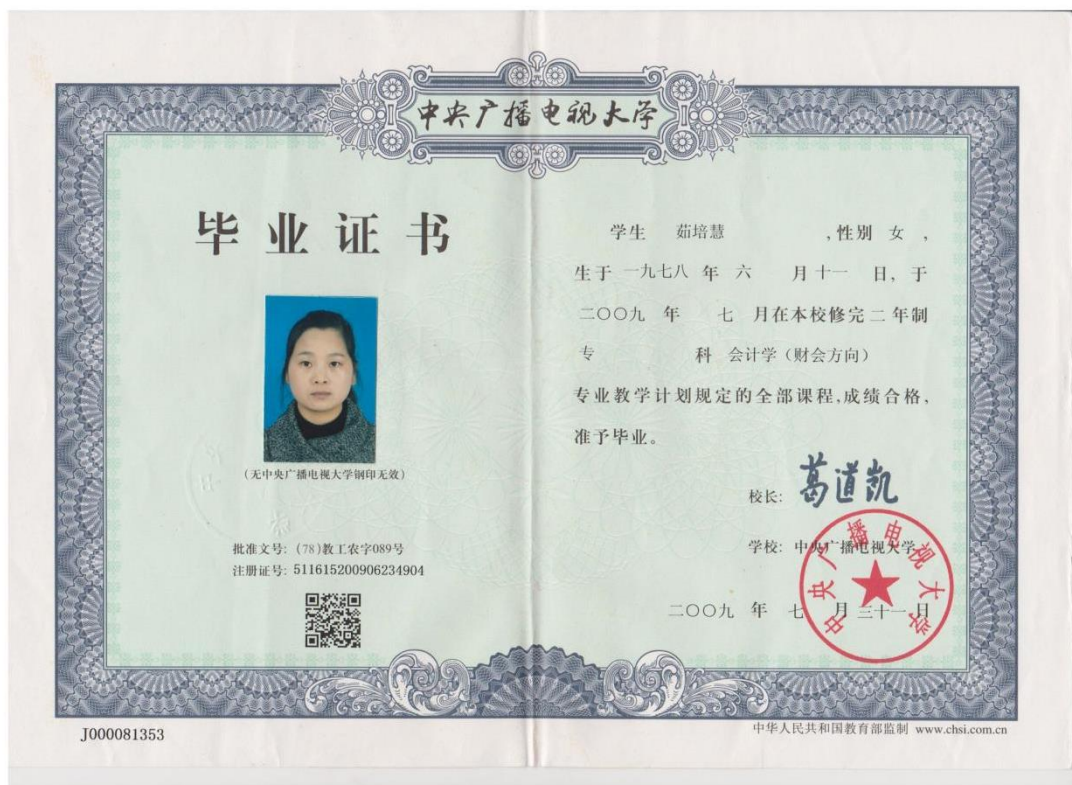 中央广播电视大学
毕业证书
(无中央广播电视大学钢印无效)
批准文号: (78)教工农字089号
注册证号: 511615200906234904
学生 茹培慧 ,性别 女 ,
生于 一九七八 年 六 月 十一 日, 于
二〇〇九 年 七 月在本校修完 二 年制
专 科 会计学（财会方向）
专业教学计划规定的全部课程,成绩合格,
准予毕业。
校长: 葛道凯
学校: 中央广播电视大学
中央广播电视大学
二〇〇九 年 七 月 三十一 日
J000081353
中华人民共和国教育部监制 www.chsi.com.cn